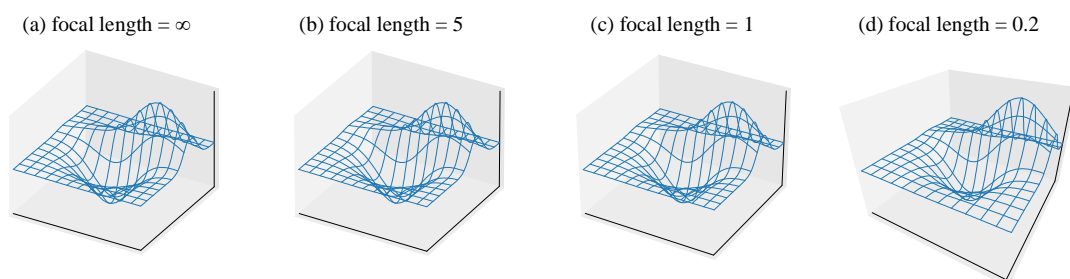 (a) focal length = ∞
(b) focal length = 5
(c) focal length = 1
(d) focal length = 0.2